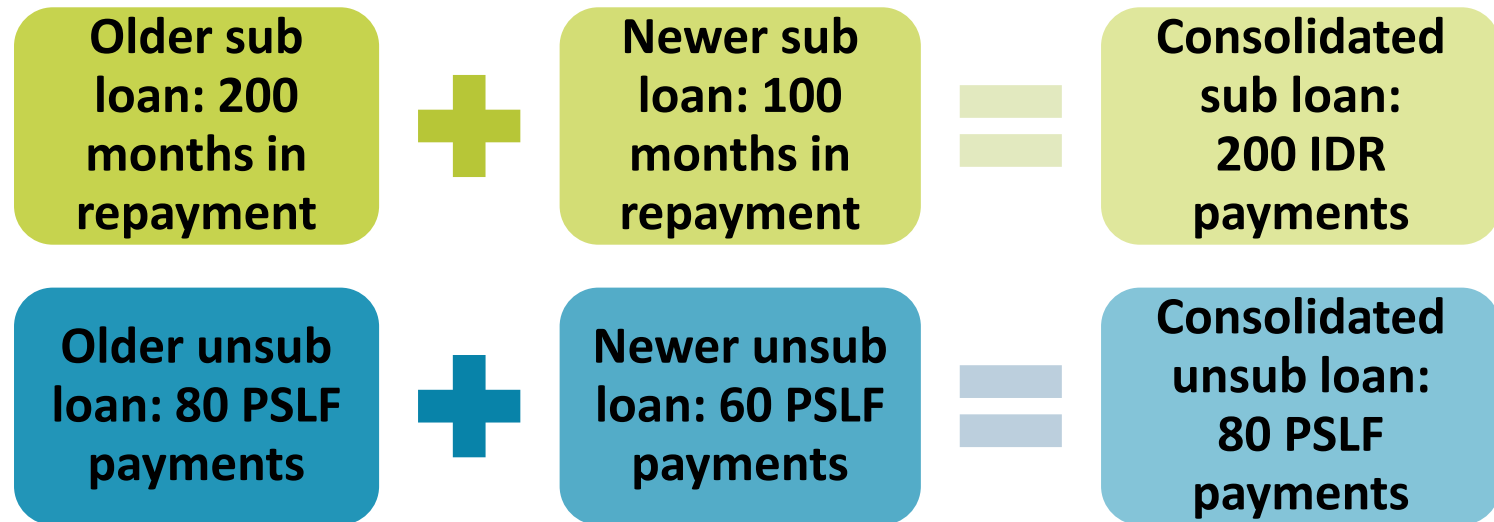 Older sub
loan: 200
months in
repayment
Newer sub
loan: 100
months in
repayment
Consolidated
sub loan:
200 IDR
payments
Older unsub
loan: 80 PSLF
payments
Newer unsub
loan: 60 PSLF
payments
Consolidated
unsub loan:
80 PSLF
payments